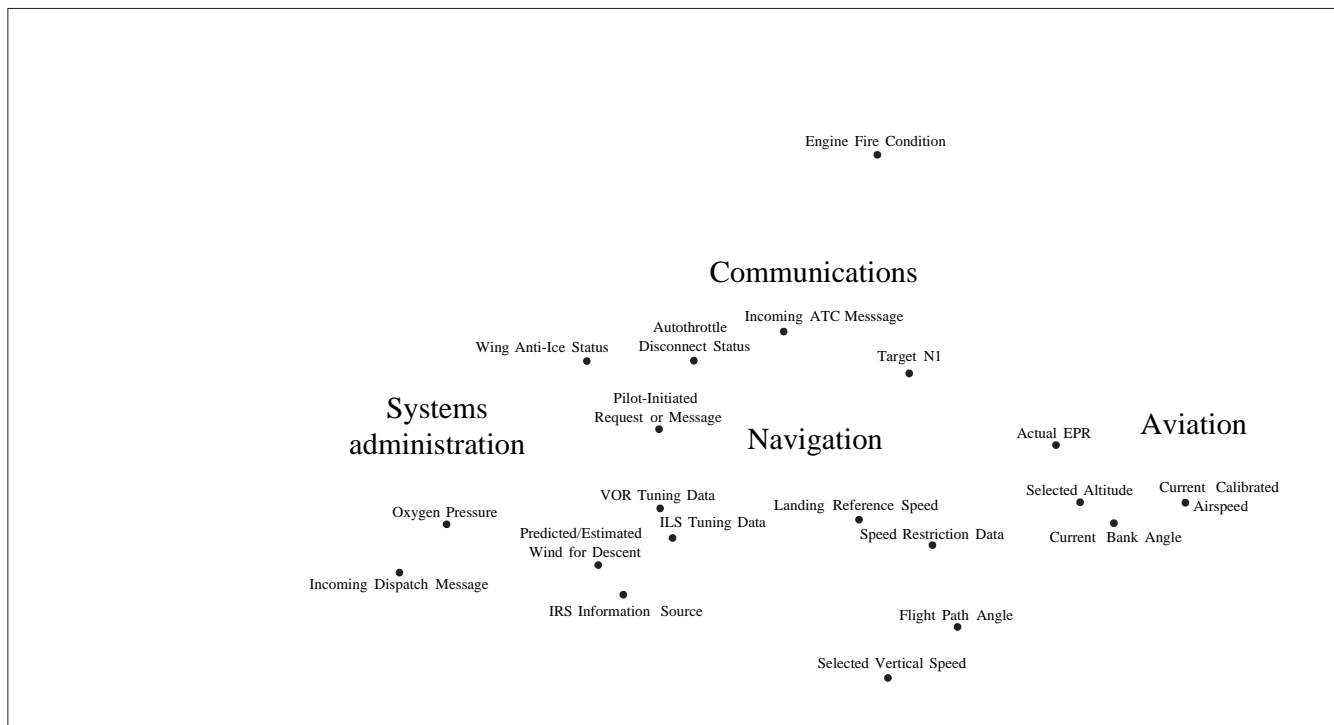 Engine Fire Condition
Communications
Incoming ATC Messsage
Autothrottle
Disconnect Status
Wing Anti-Ice Status
Target N1
Pilot-Initiated
Request or Message
Systems
administration
Navigation
Aviation
Actual EPR
VOR Tuning Data
Landing Reference Speed
Selected Altitude
Current Calibrated
Airspeed
Oxygen Pressure
ILS Tuning Data
Predicted/Estimated
Wind for Descent
Speed Restriction Data
Current Bank Angle
Incoming Dispatch Message
IRS Information Source
Flight Path Angle
Selected Vertical Speed